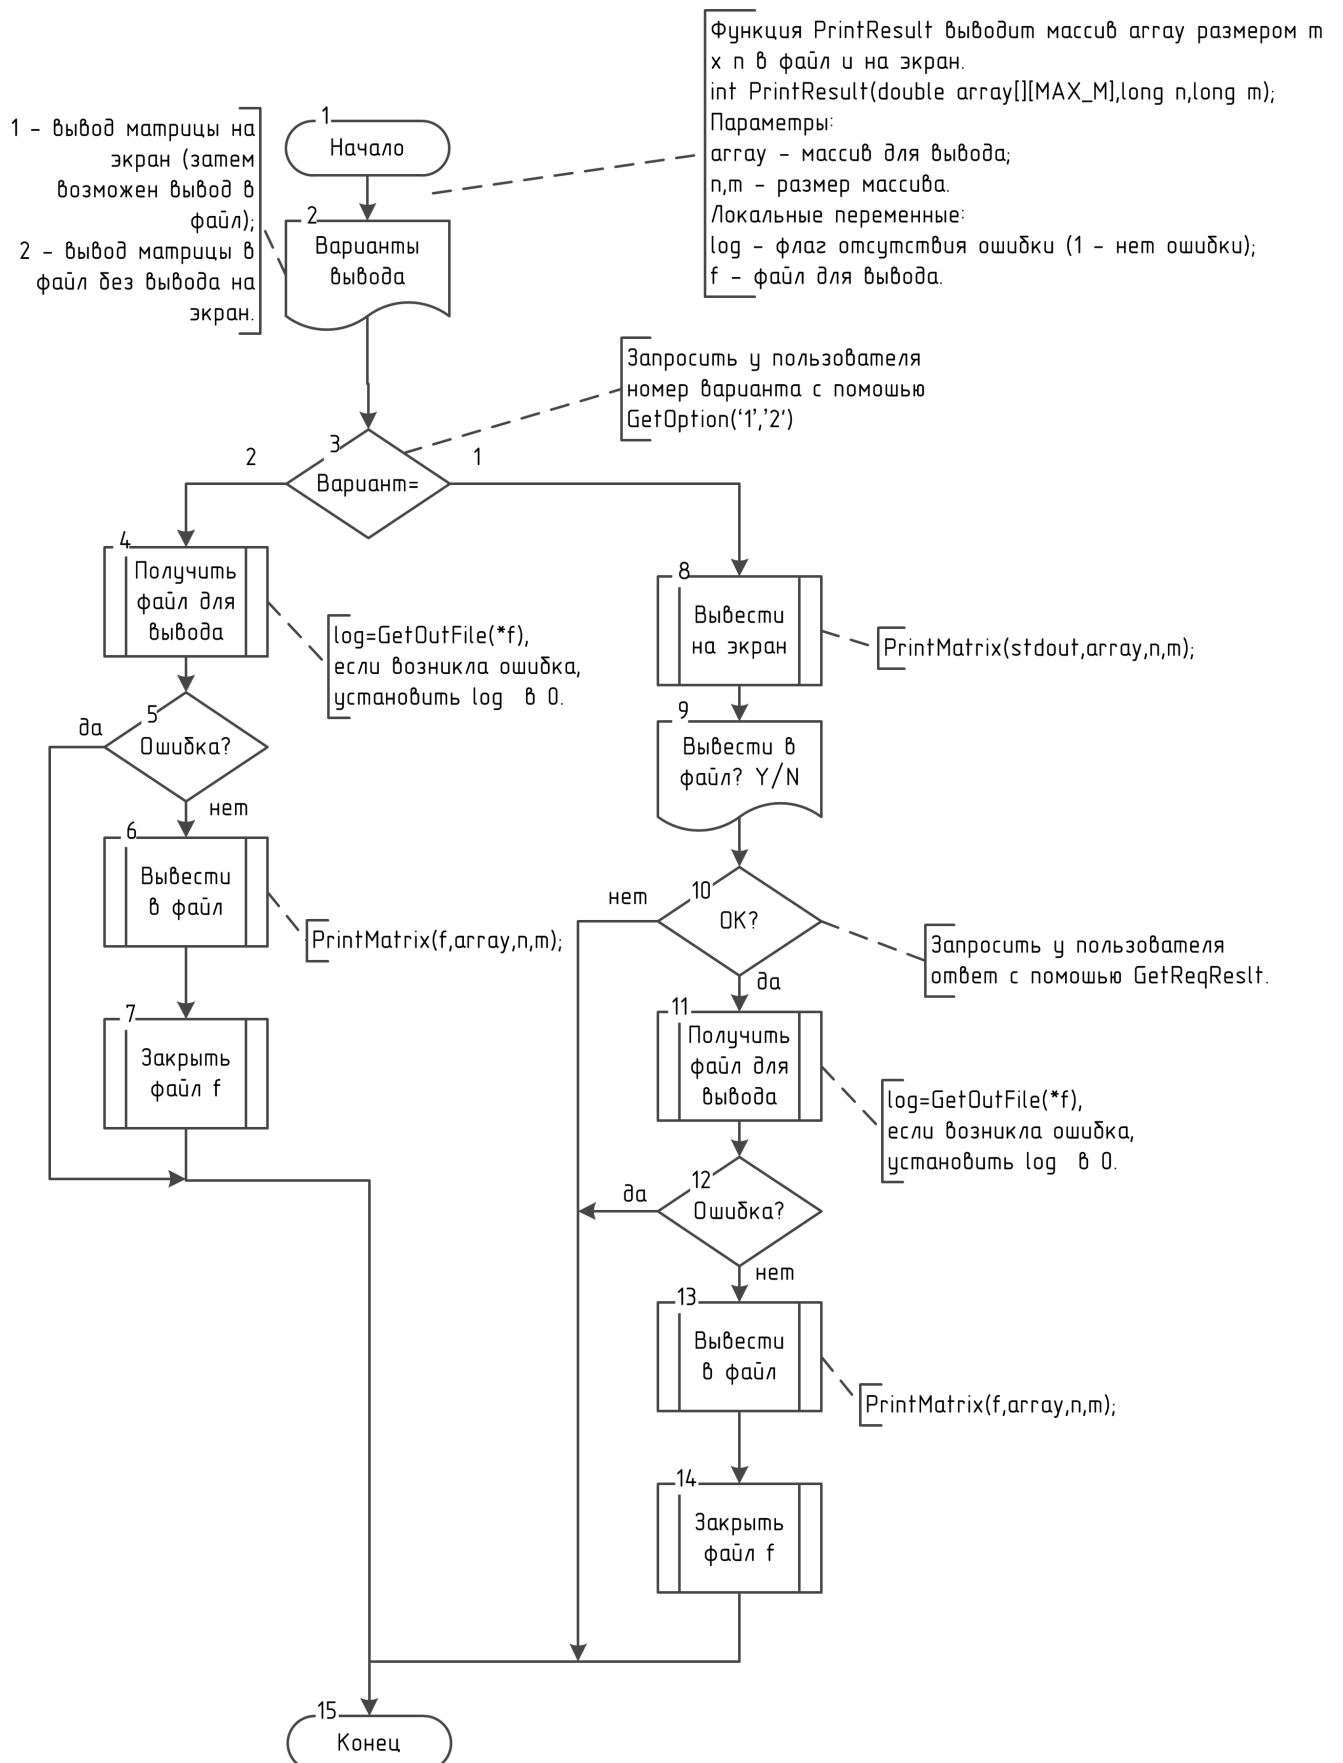 Функция PrintResult выводит массив array размером m
x n в файл и на экран.
int PrintResult(double array[][MAX_M],long n,long m);
Параметры:
array - массив для вывода;
n,m - размер массива.
Локальные переменные:
log - флаг отсутствия ошибки (1 - нет ошибки);
f - файл для вывода.
1 - вывод матрицы на
экран (затем
возможен вывод в
файл);
2 - вывод матрицы в
файл без вывода на
экран.
1
Начало
2
Варианты
вывода
Запросить у пользователя
номер варианта с помошью
GetOption('1','2')
3
Вариант=
2
1
4
Получить
файл для
вывода
log=GetOutFile(*f),
если возникла ошибка,
установить log в 0.
5
Ошибка?
да
нет
6
Вывести
в файл
PrintMatrix(f,array,n,m);
7
Закрыть
файл f
8
Вывести
на экран
PrintMatrix(stdout,array,n,m);
9
Вывести в
файл? Y/N
10
ОК?
нет
да
Запросить у пользователя
ответ с помошью GetReqReslt.
11
Получить
файл для
вывода
log=GetOutFile(*f),
если возникла ошибка,
установить log в 0.
12
Ошибка?
да
нет
13
Вывести
в файл
PrintMatrix(f,array,n,m);
14
Закрыть
файл f
15
Конец